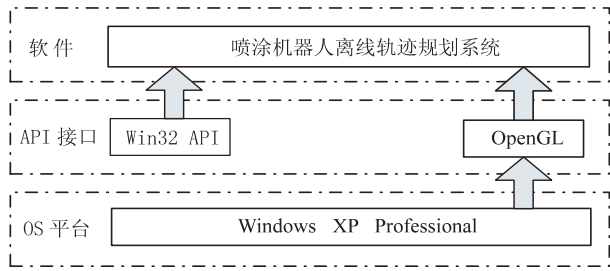 软件
喷涂机器人离线轨迹规划系统
API 接口
Win32 API
OpenGL
OS 平台
Windows XP Professional